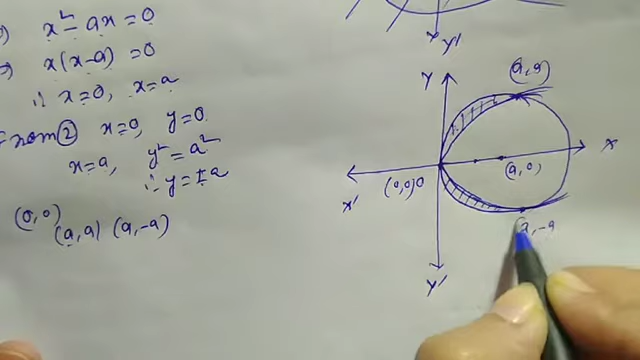 x² - ax = 0
x(x-a) = 0
∴ x=0, x=a
From ② x=0, y=0
x=a, y² = a²
∴ y=±a
(0,0)
(a,a) (a,-a)
Y'
Y
(a,a)
X
(a,0)
(0,0) O
X'
(a,-a
Y'